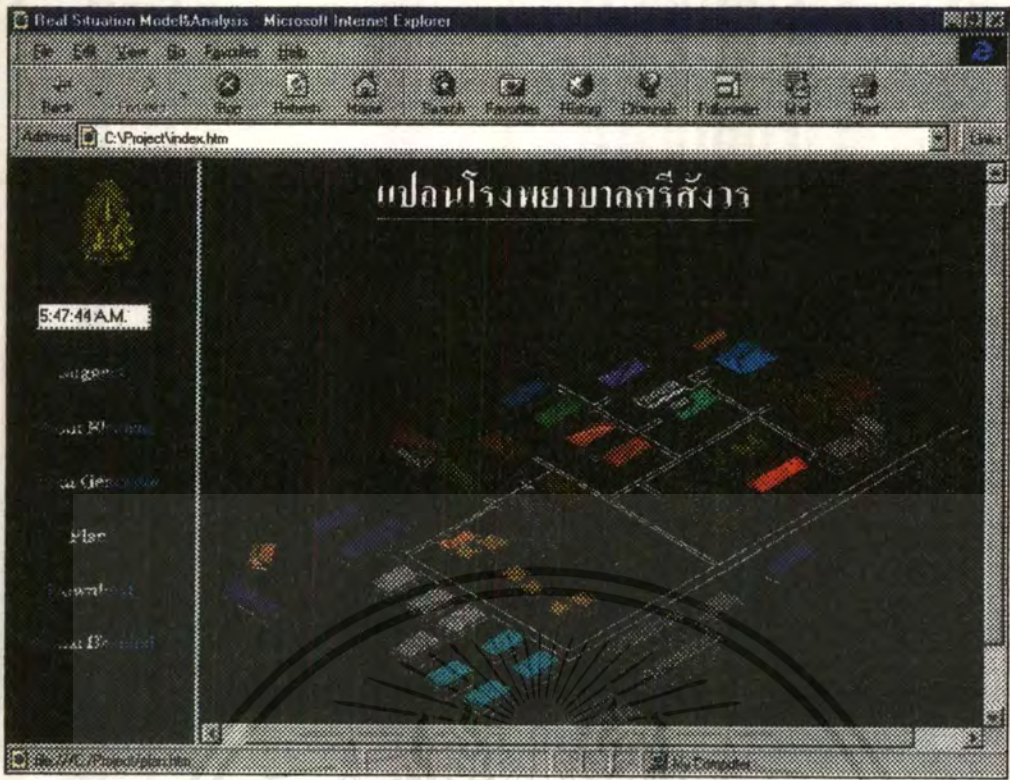 Real Situation Model&Analysis - Microsoft Internet Explorer
File Edit View Go Favorites Help
Back Forward Stop Refresh Home Search Favorites History Channels Fullscreen Mail Print
Address C:\Project\index.htm Links
แปลนโรงพยาบาลศรีสังวร
5:47:44 A.M.
Suggest
Plan
Download
file:///C:/Project/plan.htm My Computer